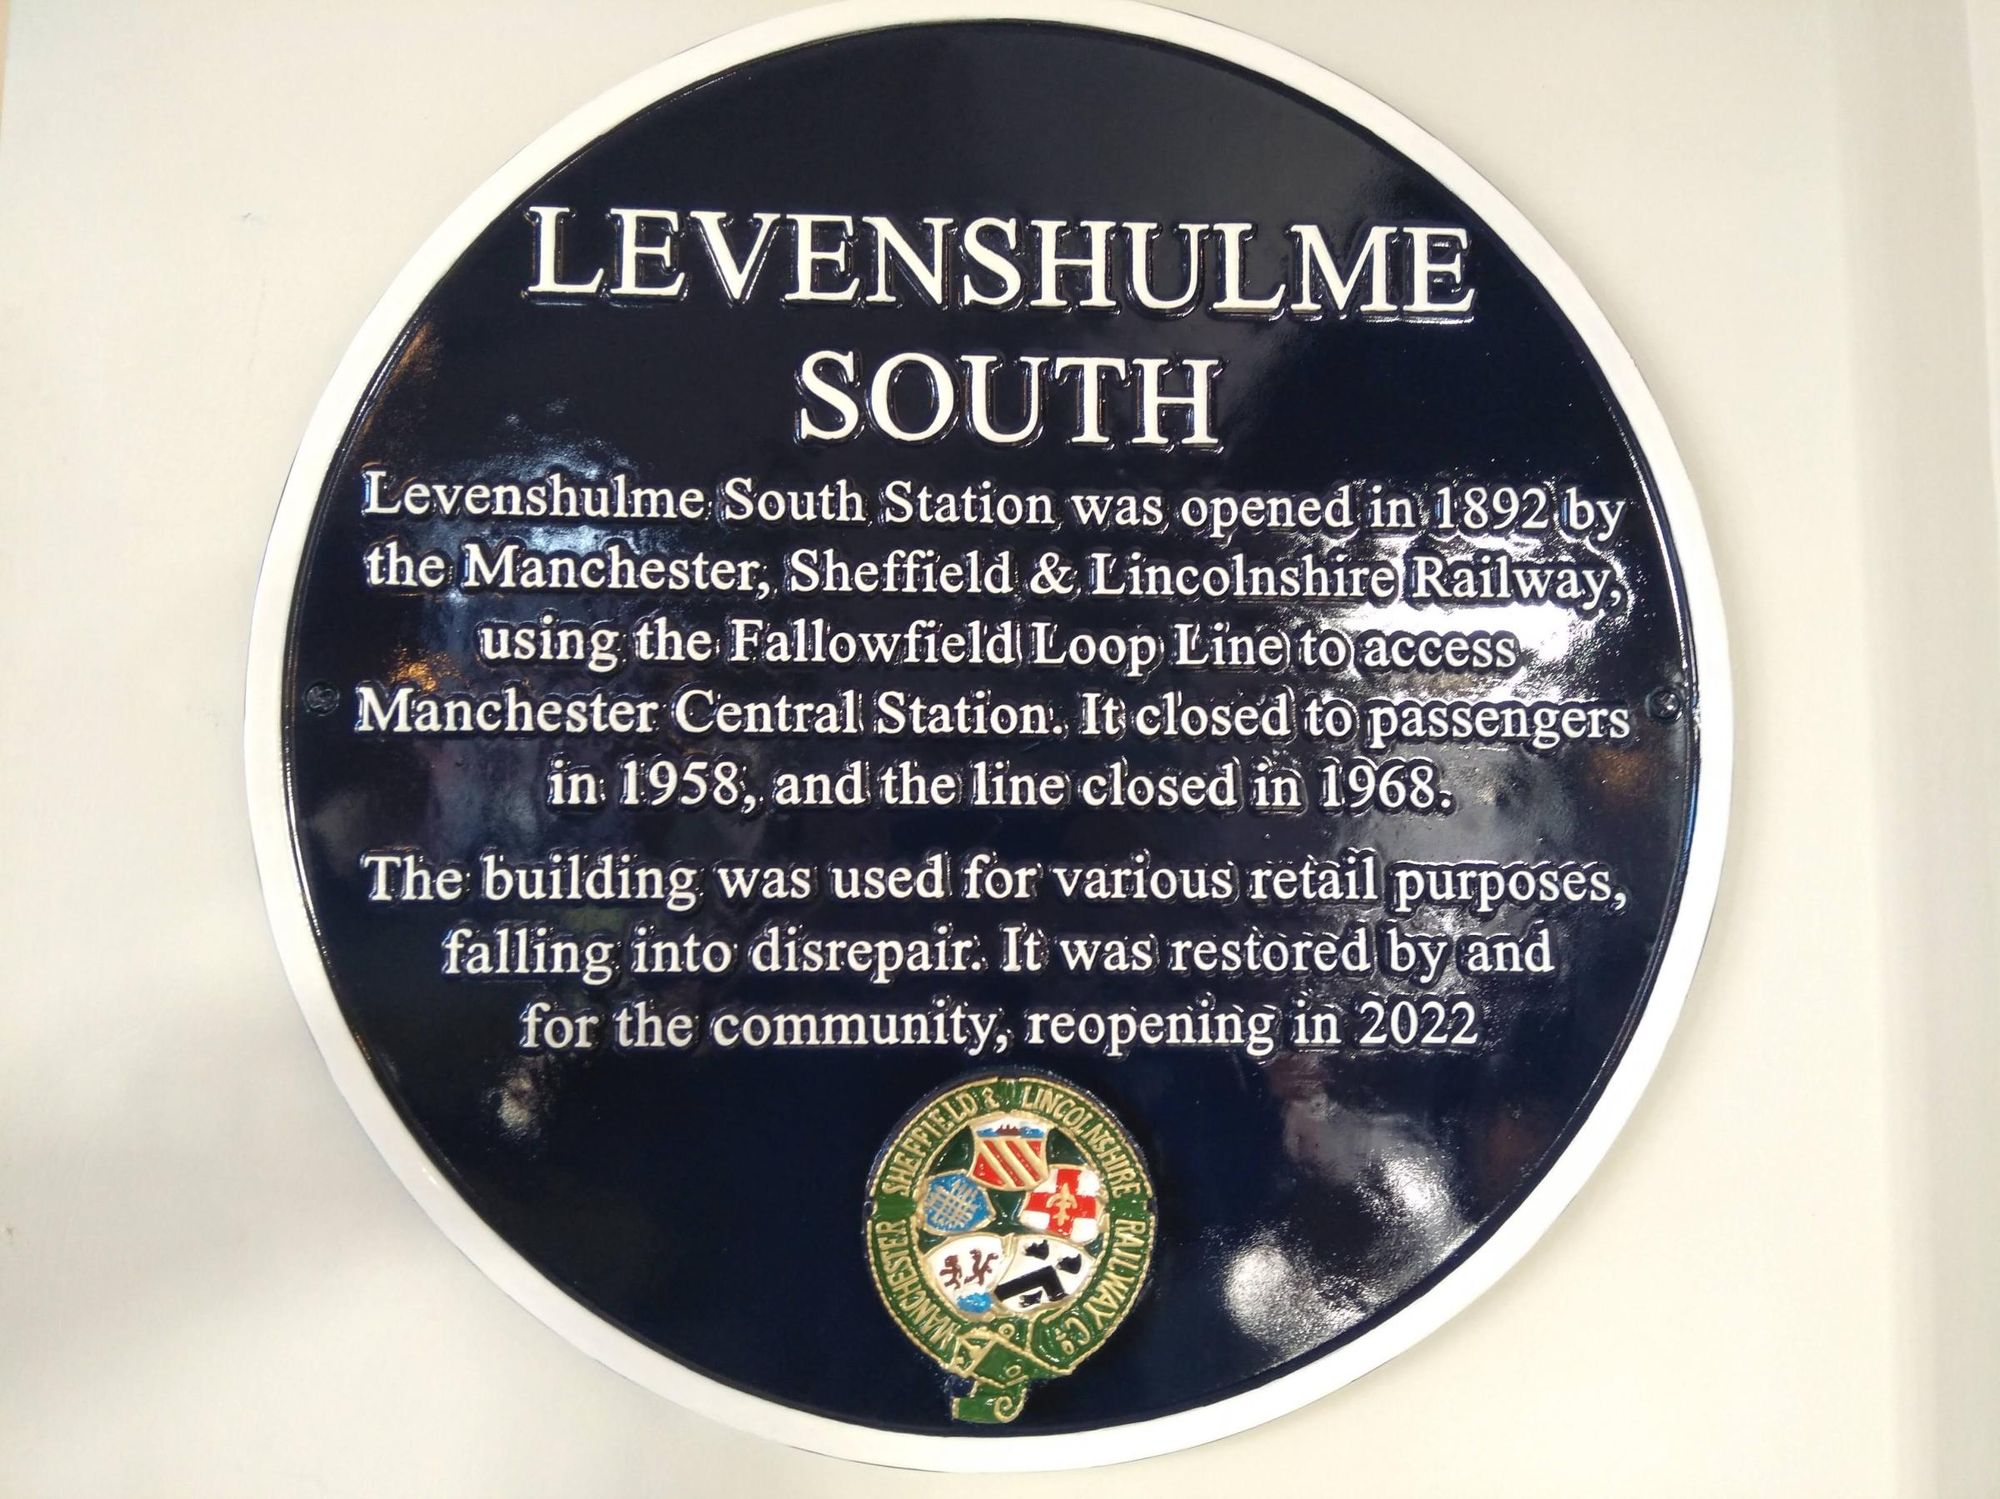 LEVENSHULME
SOUTH
Levenshulme South Station was opened in 1892 by
the Manchester, Sheffield & Lincolnshire Railway,
using the Fallowfield Loop Line to access
Manchester Central Station. It closed to passengers
in 1958, and the line closed in 1968.
The building was used for various retail purposes,
falling into disrepair. It was restored by and
for the community, reopening in 2022
MANCHESTER SHEFFIELD & LINCOLNSHIRE RAILWAY Co